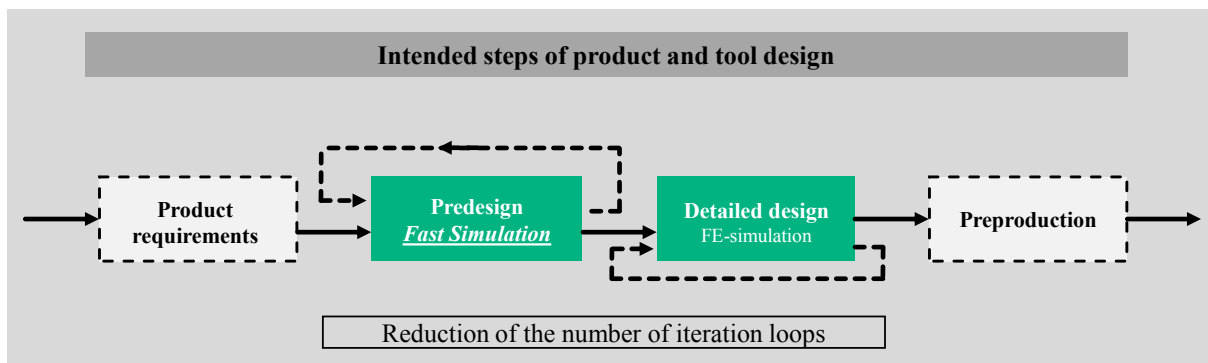 Intended steps of product and tool design
Product
requirements
Predesign
Fast Simulation
Detailed design
FE-simulation
Preproduction
Reduction of the number of iteration loops